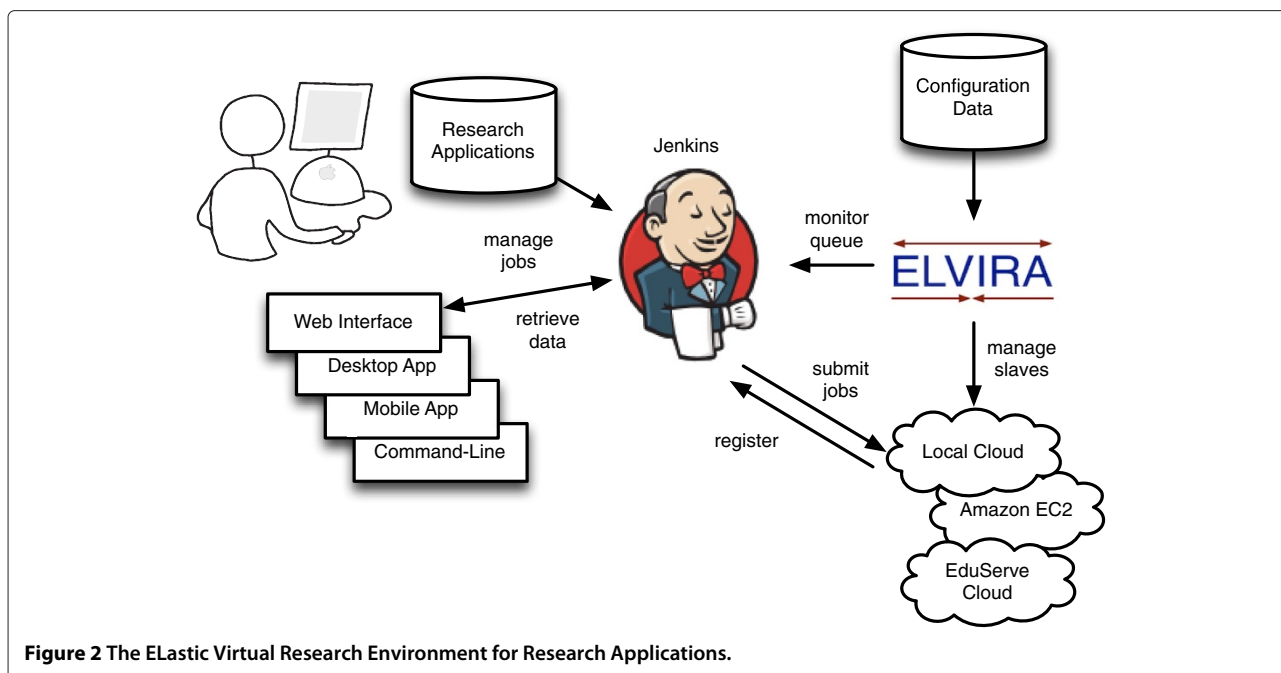 Configuration
Data
Research
Applications
Jenkins
monitor
queue
ELVIRA
manage
jobs
retrieve
data
Web Interface
Desktop App
Mobile App
Command-Line
submit
jobs
register
manage
slaves
Local Cloud
Amazon EC2
EduServe
Cloud
Figure 2 The ELastic Virtual Research Environment for Research Applications.